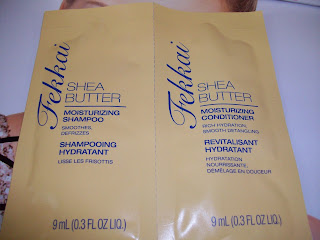 Fekkai
SHEA
BUTTER
MOISTURIZING
SHAMPOO
SMOOTHES,
DEFRIZZES
SHAMPOOING
HYDRATANT
LISSE LES FRISOTTIS
9 mL (0.3 FL OZ LIQ.)
Fekkai
SHEA
BUTTER
MOISTURIZING
CONDITIONER
RICH HYDRATION,
SMOOTH DETANGLING
REVITALISANT
HYDRATANT
HYDRATATION
NOURRISSANTE,
DÉMÊLAGE EN DOUCEUR
9 mL (0.3 FL OZ LIQ.)